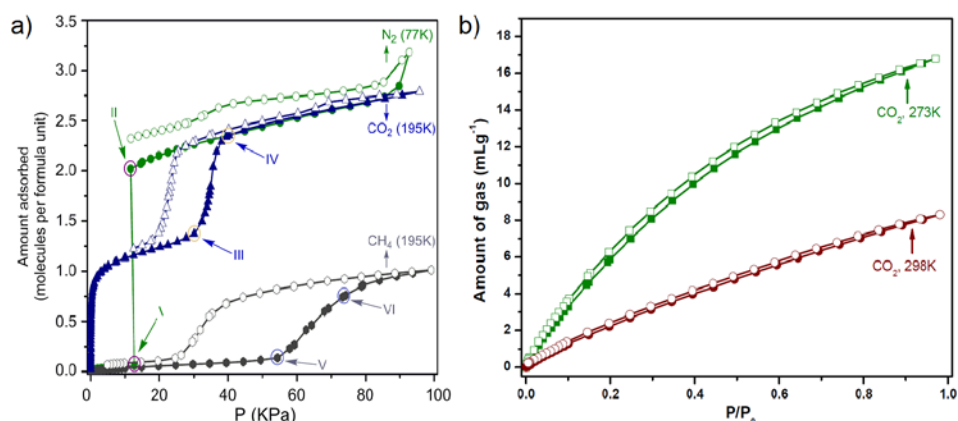 a)
3.5
3.0
2.5
2.0
1.5
1.0
0.5
0.0
Amount adsorbed
(molecules per formula unit)
N₂ (77K)
II
CO₂ (195K)
IV
III
CH₄ (195K)
I
VI
V
0 20 40 60 80 100
P (KPa)
b)
18
16
14
12
10
8
6
4
2
0
Amount of gas (mLg⁻¹)
CO₂, 273K
CO₂, 298K
0.0 0.2 0.4 0.6 0.8 1.0